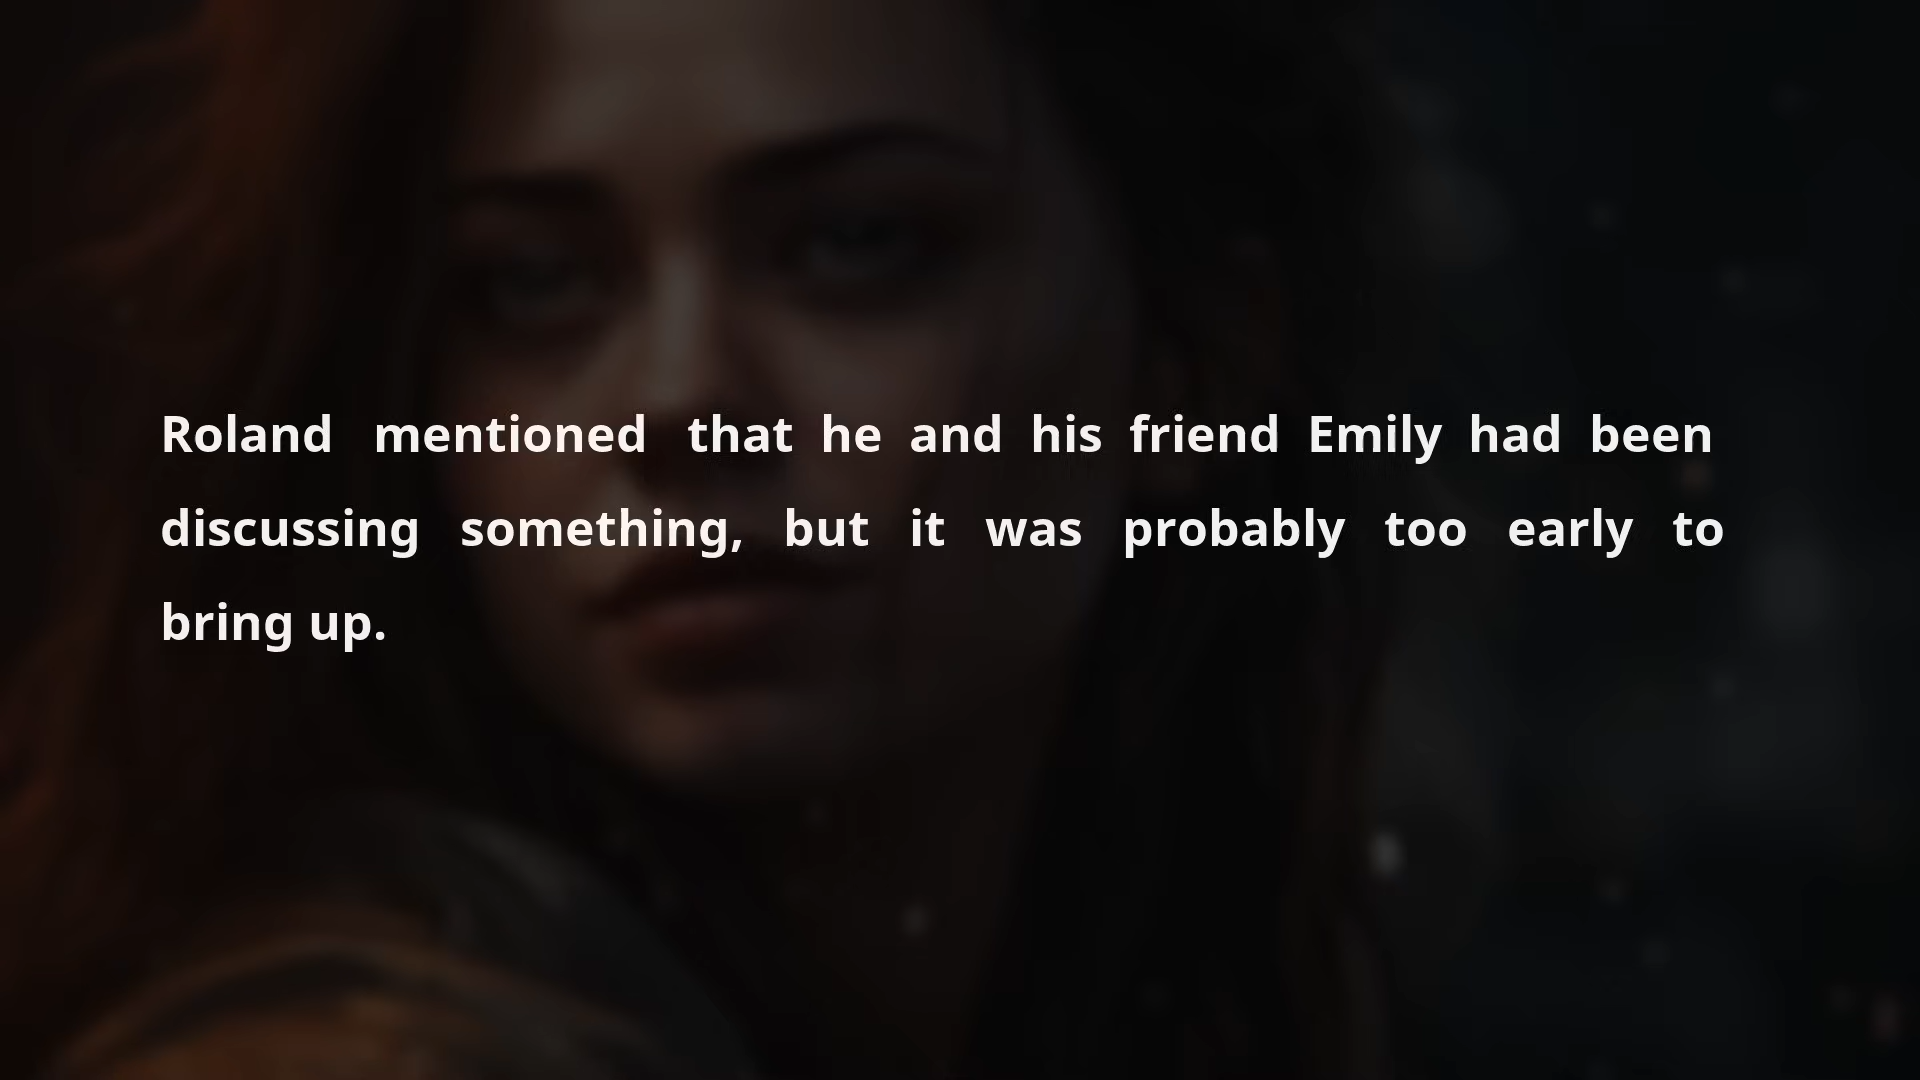 Roland mentioned that he and his friend Emily had been
discussing something, but it was probably too early to
bring up.